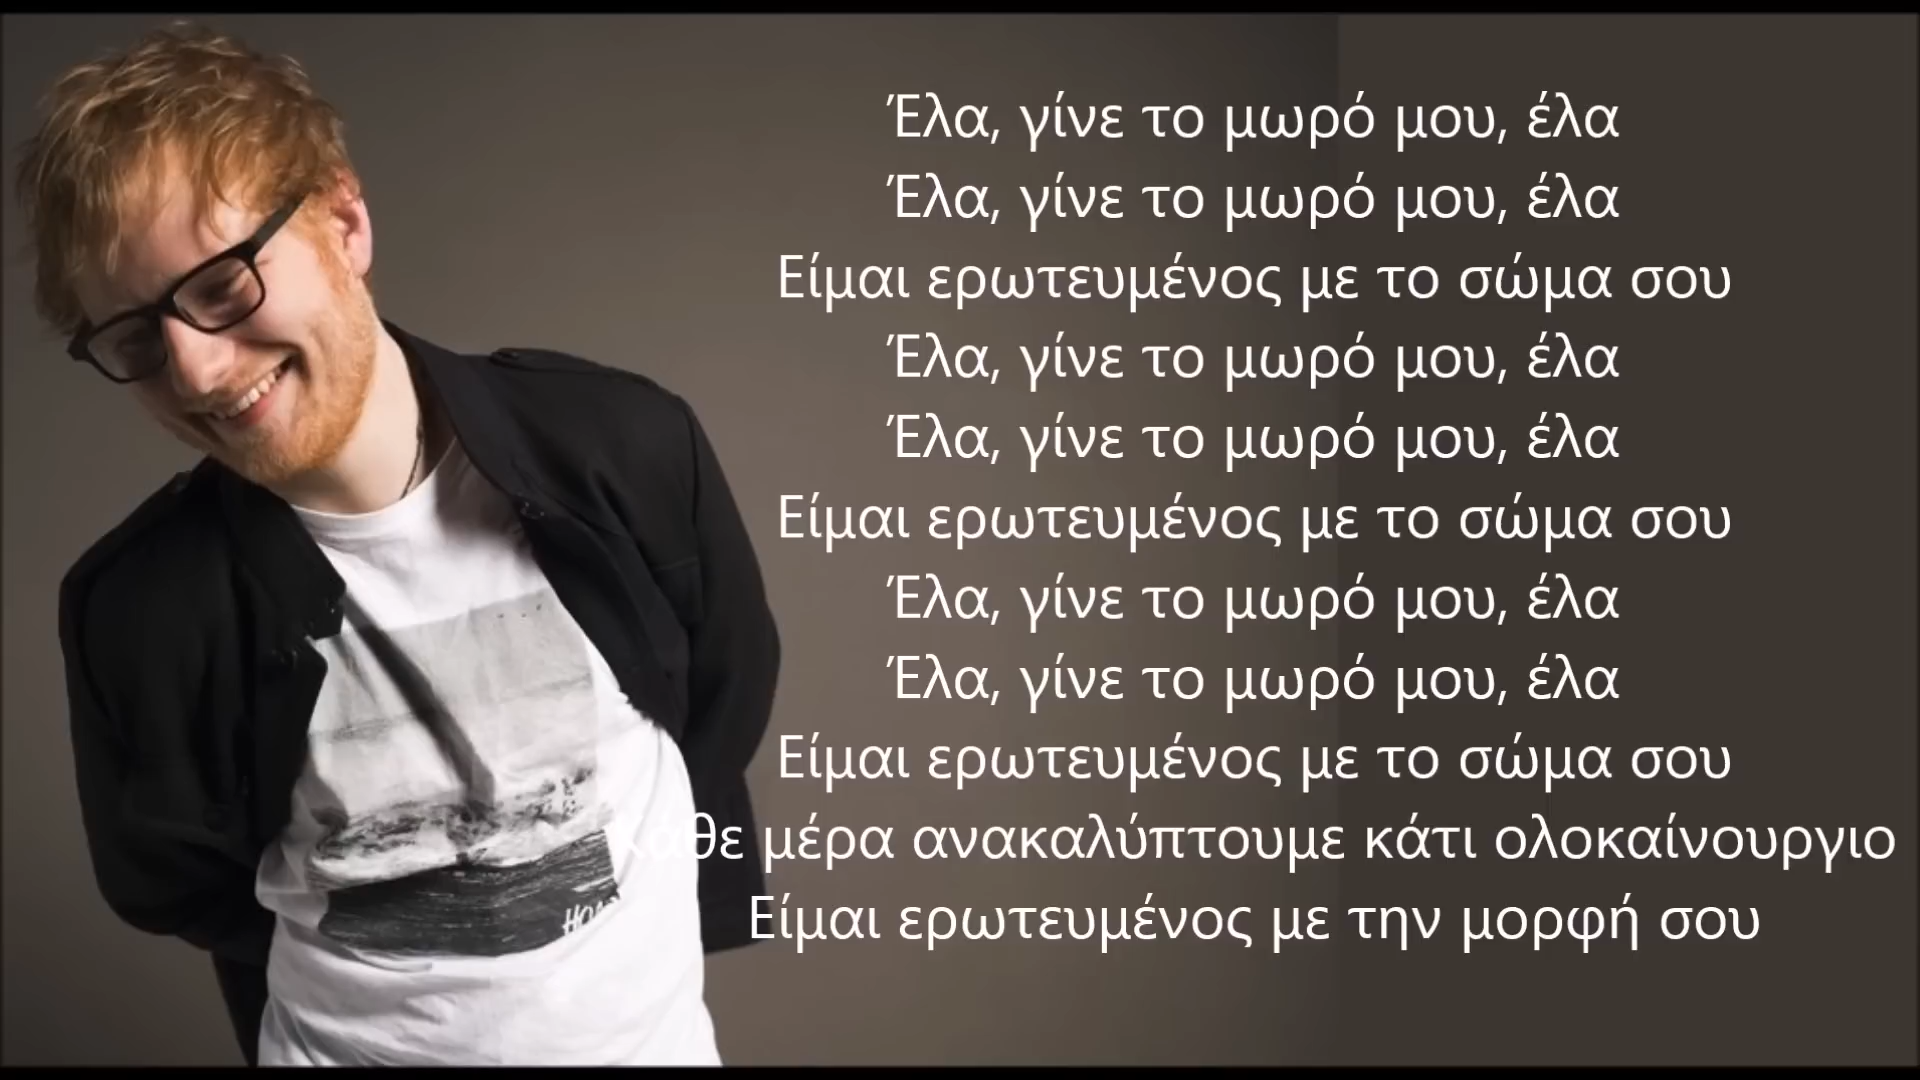 Έλα, γίνε το μωρό μου, έλα
Έλα, γίνε το μωρό μου, έλα
Είμαι ερωτευμένος με το σώμα σου
Έλα, γίνε το μωρό μου, έλα
Έλα, γίνε το μωρό μου, έλα
Είμαι ερωτευμένος με το σώμα σου
Έλα, γίνε το μωρό μου, έλα
Έλα, γίνε το μωρό μου, έλα
Είμαι ερωτευμένος με το σώμα σου
Κάθε μέρα ανακαλύπτουμε κάτι ολοκαίνουργιο
Είμαι ερωτευμένος με την μορφή σου